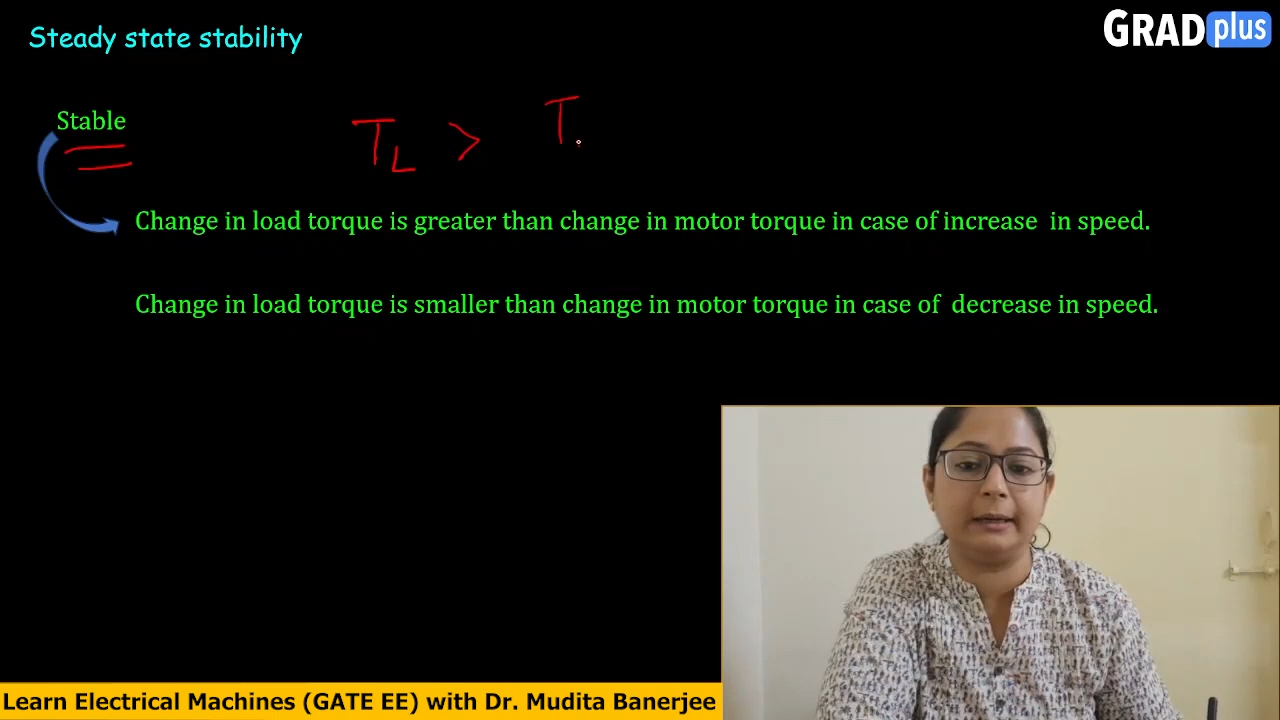 Steady state stability
GRAD plus
Stable
T_L > T
Change in load torque is greater than change in motor torque in case of increase in speed.
Change in load torque is smaller than change in motor torque in case of decrease in speed.
Learn Electrical Machines (GATE EE) with Dr. Mudita Banerjee